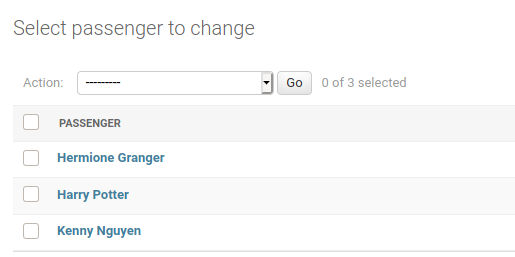 Select passenger to change
Action: --------- Go 0 of 3 selected
PASSENGER
Hermione Granger
Harry Potter
Kenny Nguyen